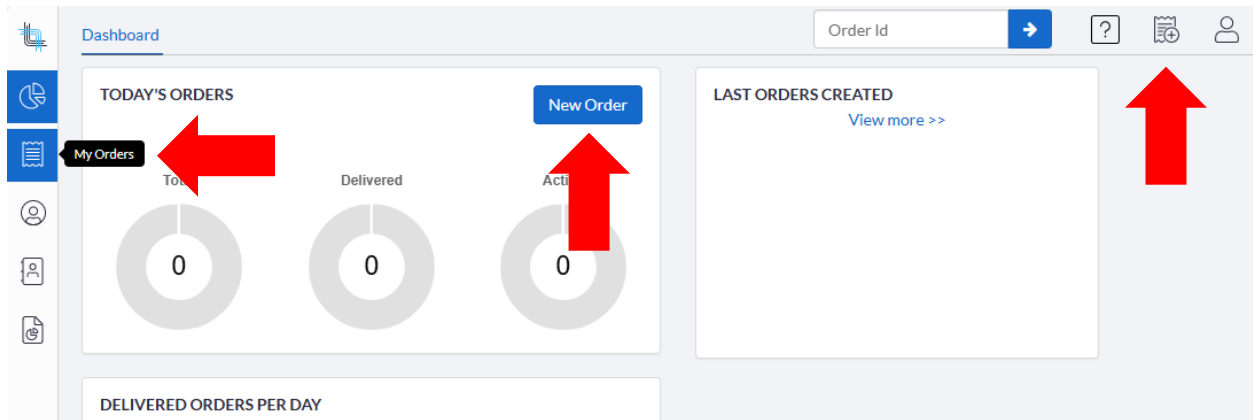 Dashboard
Order Id
?
TODAY'S ORDERS
New Order
LAST ORDERS CREATED
View more >>
My Orders
Delivered
0
0
0
DELIVERED ORDERS PER DAY